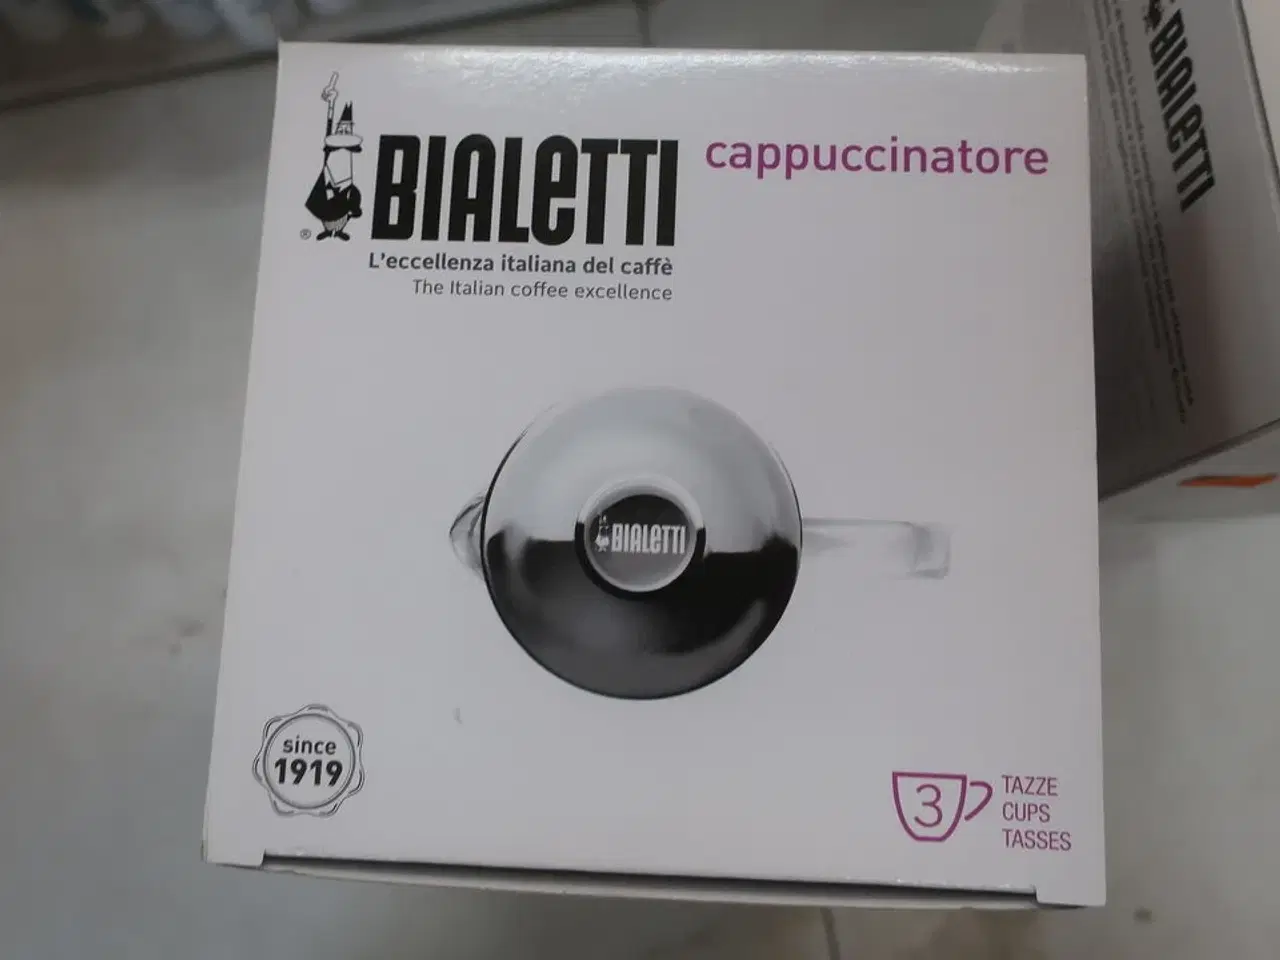 BIALETTI
cappuccinatore
®
L'eccellenza italiana del caffè
The Italian coffee excellence
BIALETTI
since
1919
3
TAZZE
CUPS
TASSES
BIALETTI